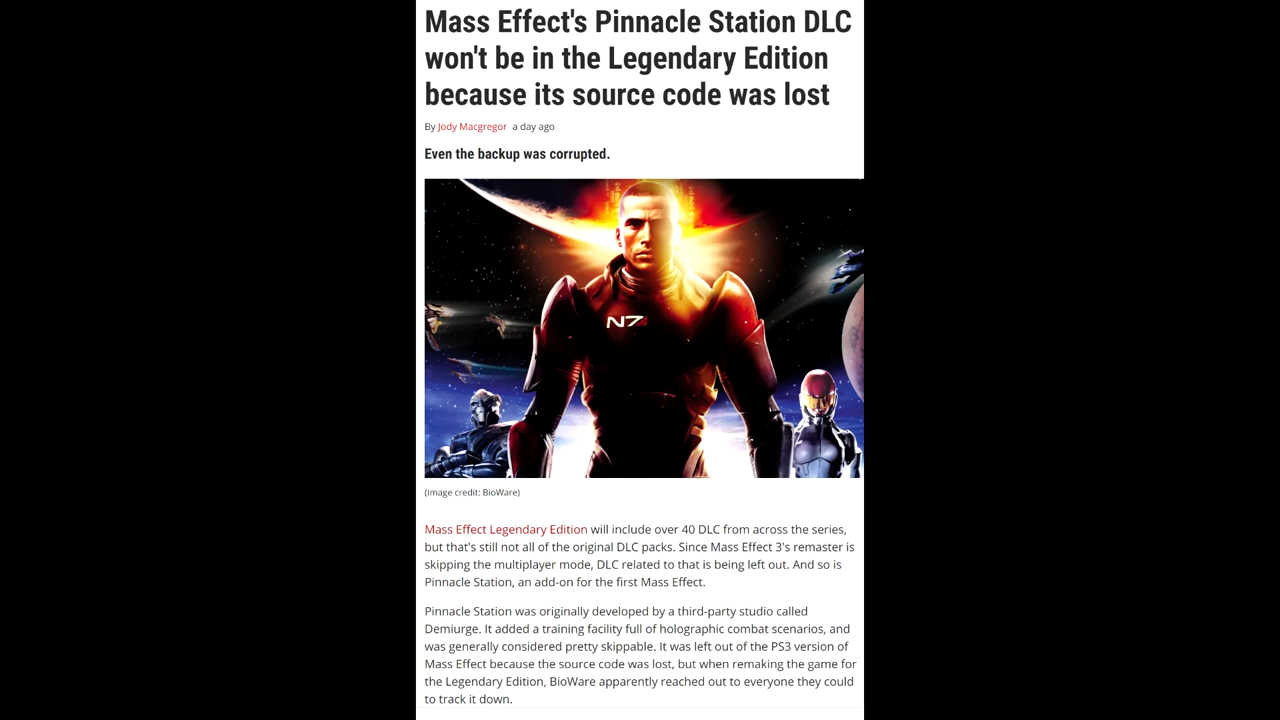 Mass Effect's Pinnacle Station DLC
won't be in the Legendary Edition
because its source code was lost
By Jody Macgregor a day ago
Even the backup was corrupted.
N7
(Image credit: BioWare)
Mass Effect Legendary Edition will include over 40 DLC from across the series,
but that's still not all of the original DLC packs. Since Mass Effect 3's remaster is
skipping the multiplayer mode, DLC related to that is being left out. And so is
Pinnacle Station, an add-on for the first Mass Effect.
Pinnacle Station was originally developed by a third-party studio called
Demiurge. It added a training facility full of holographic combat scenarios, and
was generally considered pretty skippable. It was left out of the PS3 version of
Mass Effect because the source code was lost, but when remaking the game for
the Legendary Edition, BioWare apparently reached out to everyone they could
to track it down.